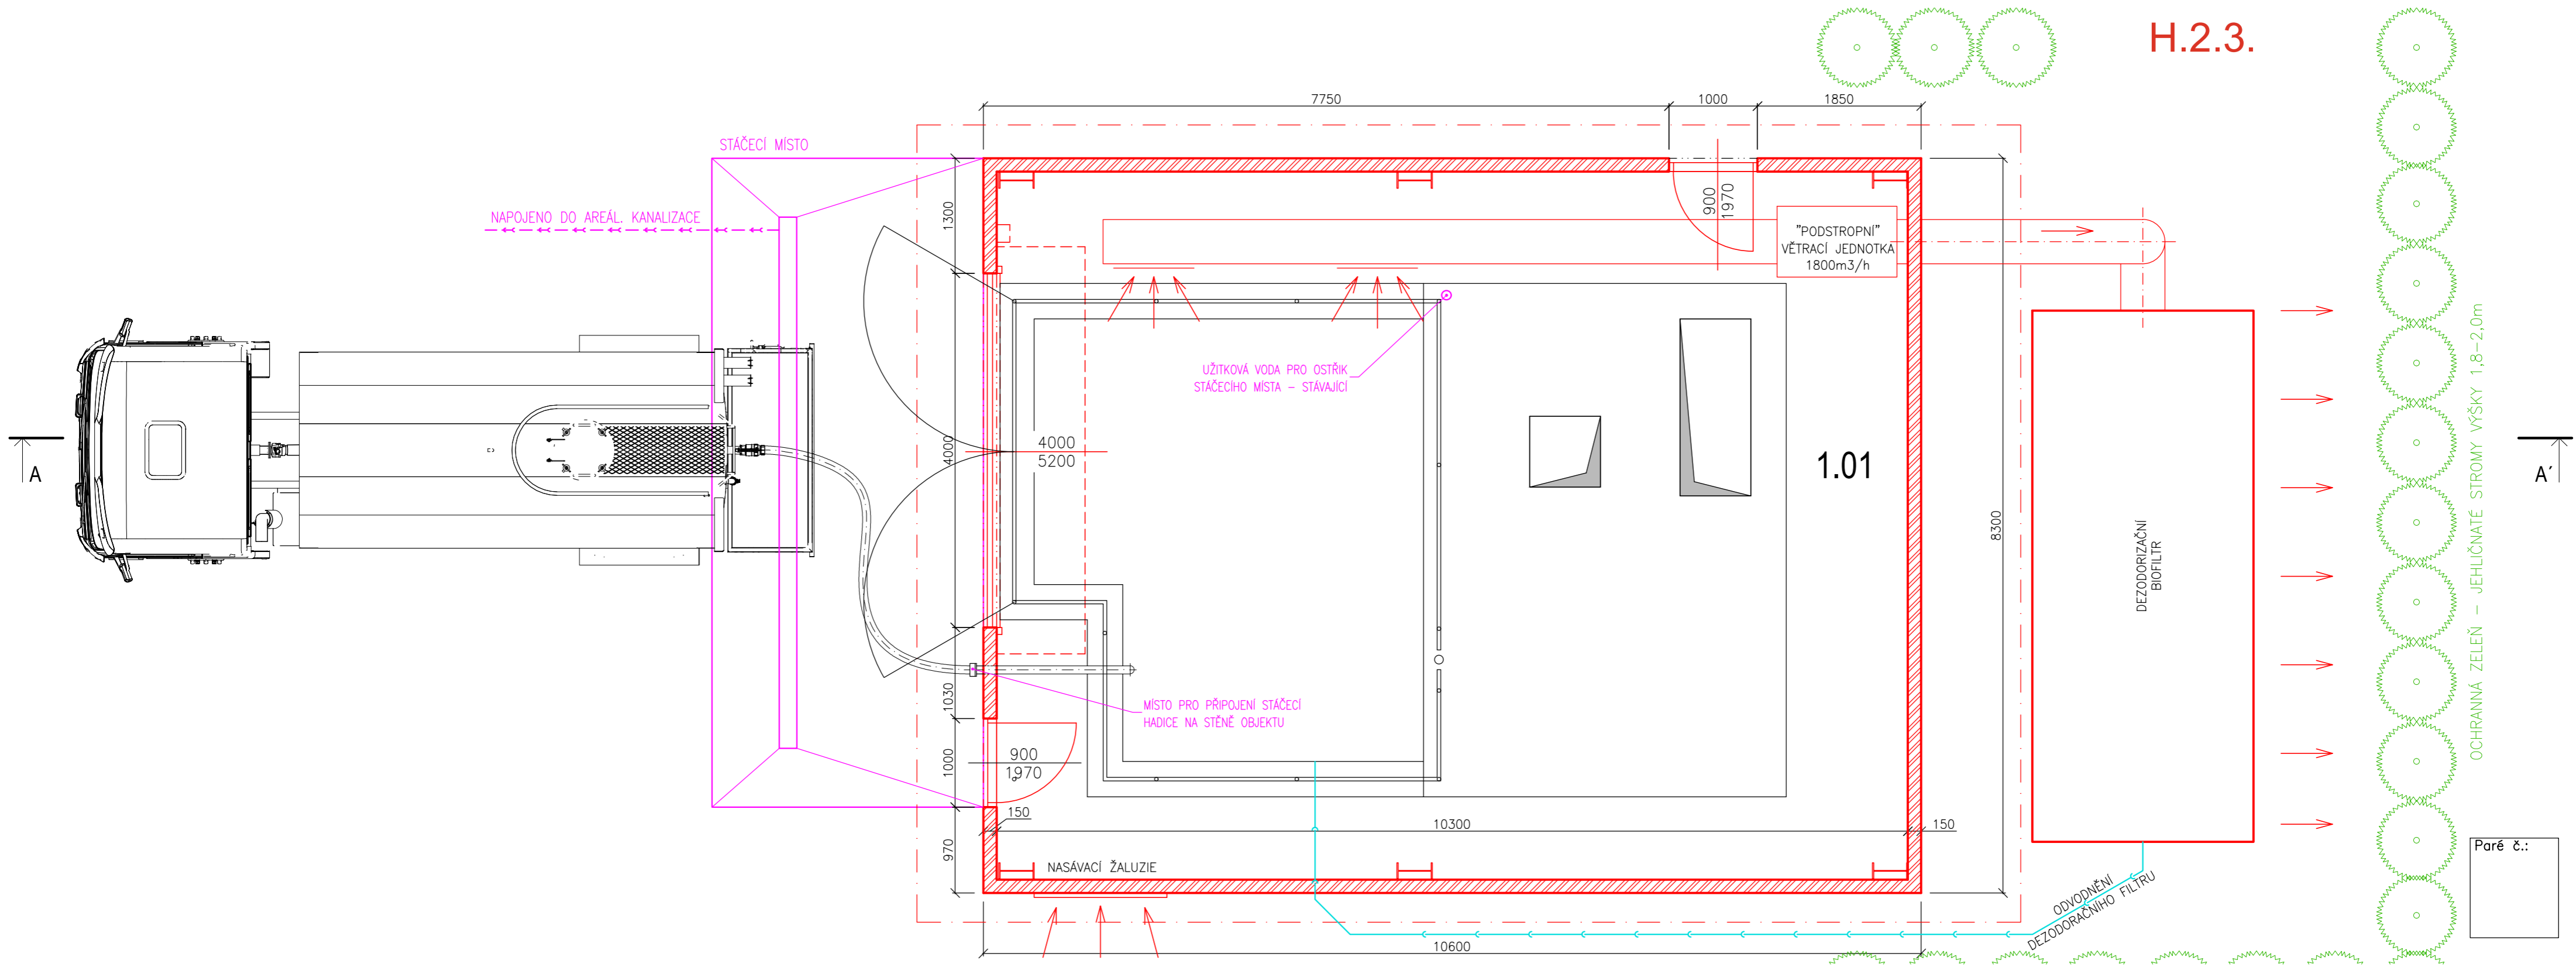 H.2.3.
7750
1000
1850
STÁČECÍ MÍSTO
NAPOJENO DO AREÁL. KANALIZACE
1300
900
1970
"PODSTROPNÍ"
VĚTRACÍ JEDNOTKA
1800m3/h
UŽITKOVÁ VODA PRO OSTŘIK
STÁČECÍHO MÍSTA – STÁVAJÍCÍ
4000
4000
5200
1.01
A
A´
8300
DEZODORIZAČNÍ
BIOFILTR
OCHRANNÁ ZELEŇ – JEHLIČNATÉ STROMY VÝŠKY 1,8–2,0m
1030
MÍSTO PRO PŘIPOJENÍ STÁČECÍ
HADICE NA STĚNĚ OBJEKTU
1000
900
1970
150
10300
150
970
NASÁVACÍ ŽALUZIE
Paré č.:
ODVODNĚNÍ
DEZODORAČNÍHO FILTRU
10600